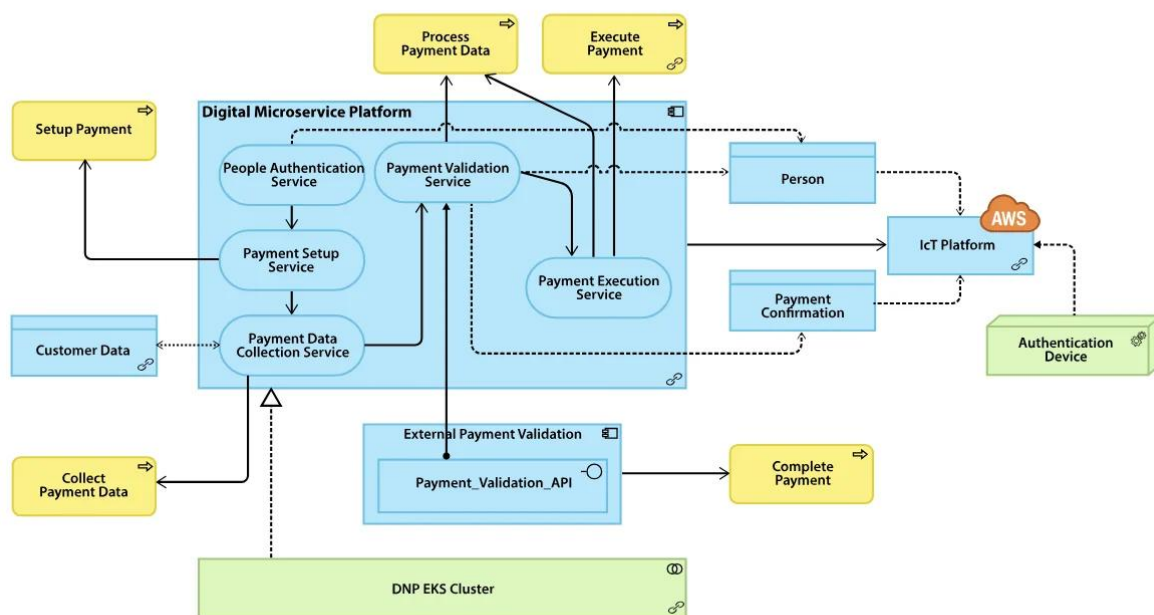 Process
Payment Data
Execute
Payment
Setup Payment
Digital Microservice Platform
People Authentication
Service
Payment Validation
Service
Person
AWS
IcT Platform
Payment Setup
Service
Payment Execution
Service
Payment
Confirmation
Customer Data
Payment Data
Collection Service
Authentication
Device
External Payment Validation
Payment_Validation_API
Collect
Payment Data
Complete
Payment
DNP EKS Cluster